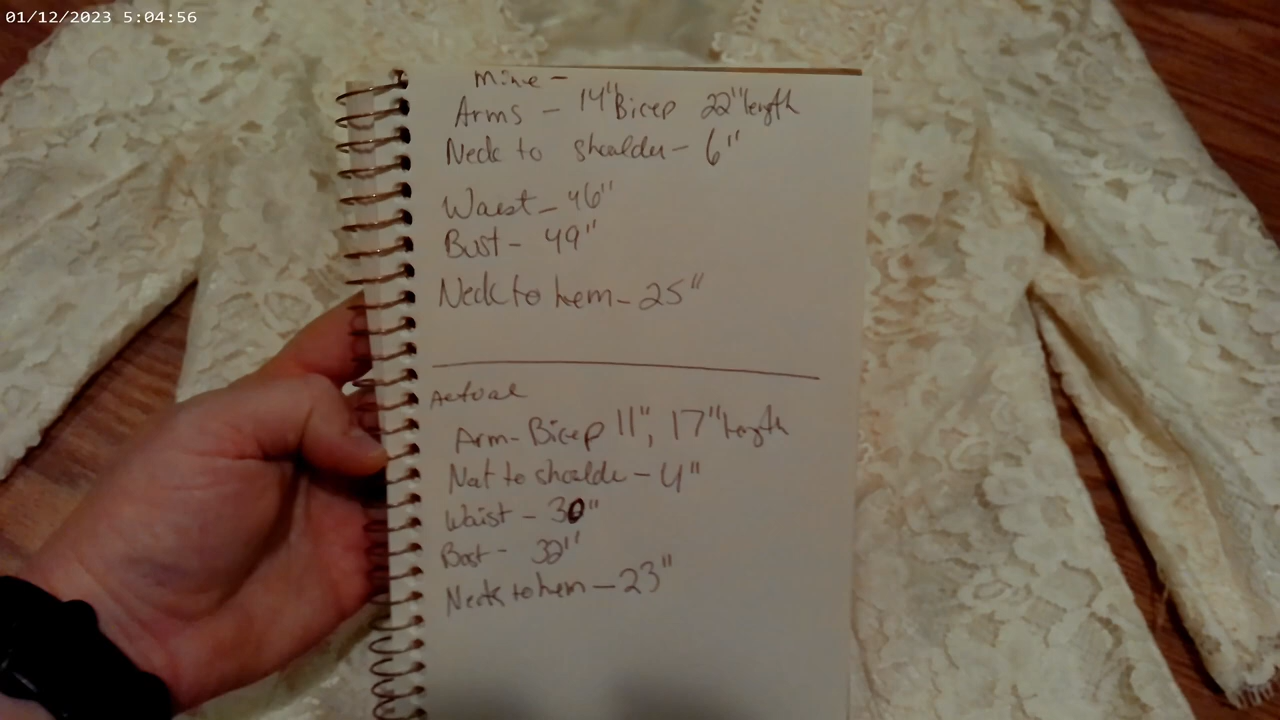 01/12/2023 5:04:56
Mine -
Arms - 14" Bicep 22" length
Neck to shoulder - 6"
Waist - 46"
Bust - 49"
Neck to hem - 25"
Actual
Arm - Bicep 11", 17" length
to shoulde - 4"
Waist - 30"
Bust - 32"
Neck to hem - 23"